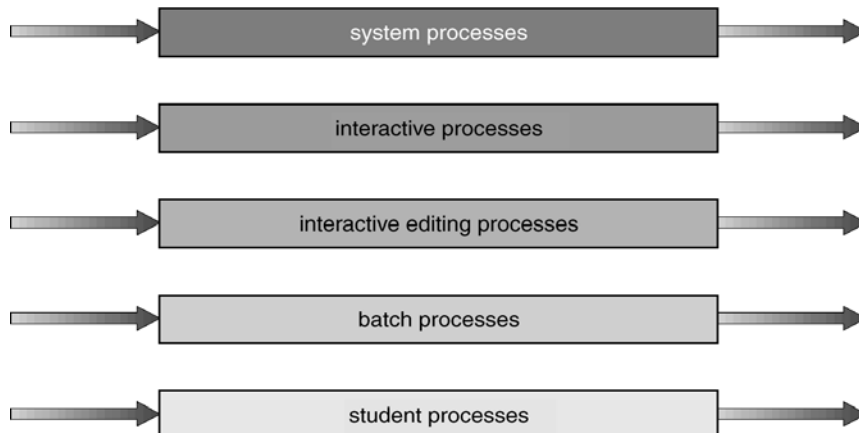 system processes
interactive processes
interactive editing processes
batch processes
student processes